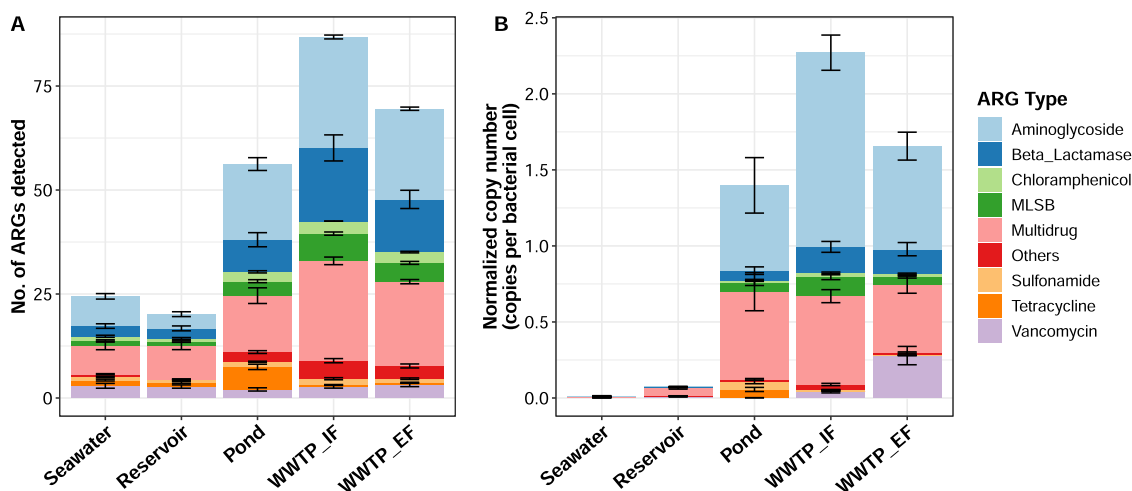 A
No. of ARGs detected
75
50
25
0
Seawater
Reservoir
Pond
WWTP_IF
WWTP_EF
B
Normalized copy number
(copies per bacterial cell)
2.5
2.0
1.5
1.0
0.5
0.0
Seawater
Reservoir
Pond
WWTP_IF
WWTP_EF
ARG Type
Aminoglycoside
Beta_Lactamase
Chloramphenicol
MLSB
Multidrug
Others
Sulfonamide
Tetracycline
Vancomycin